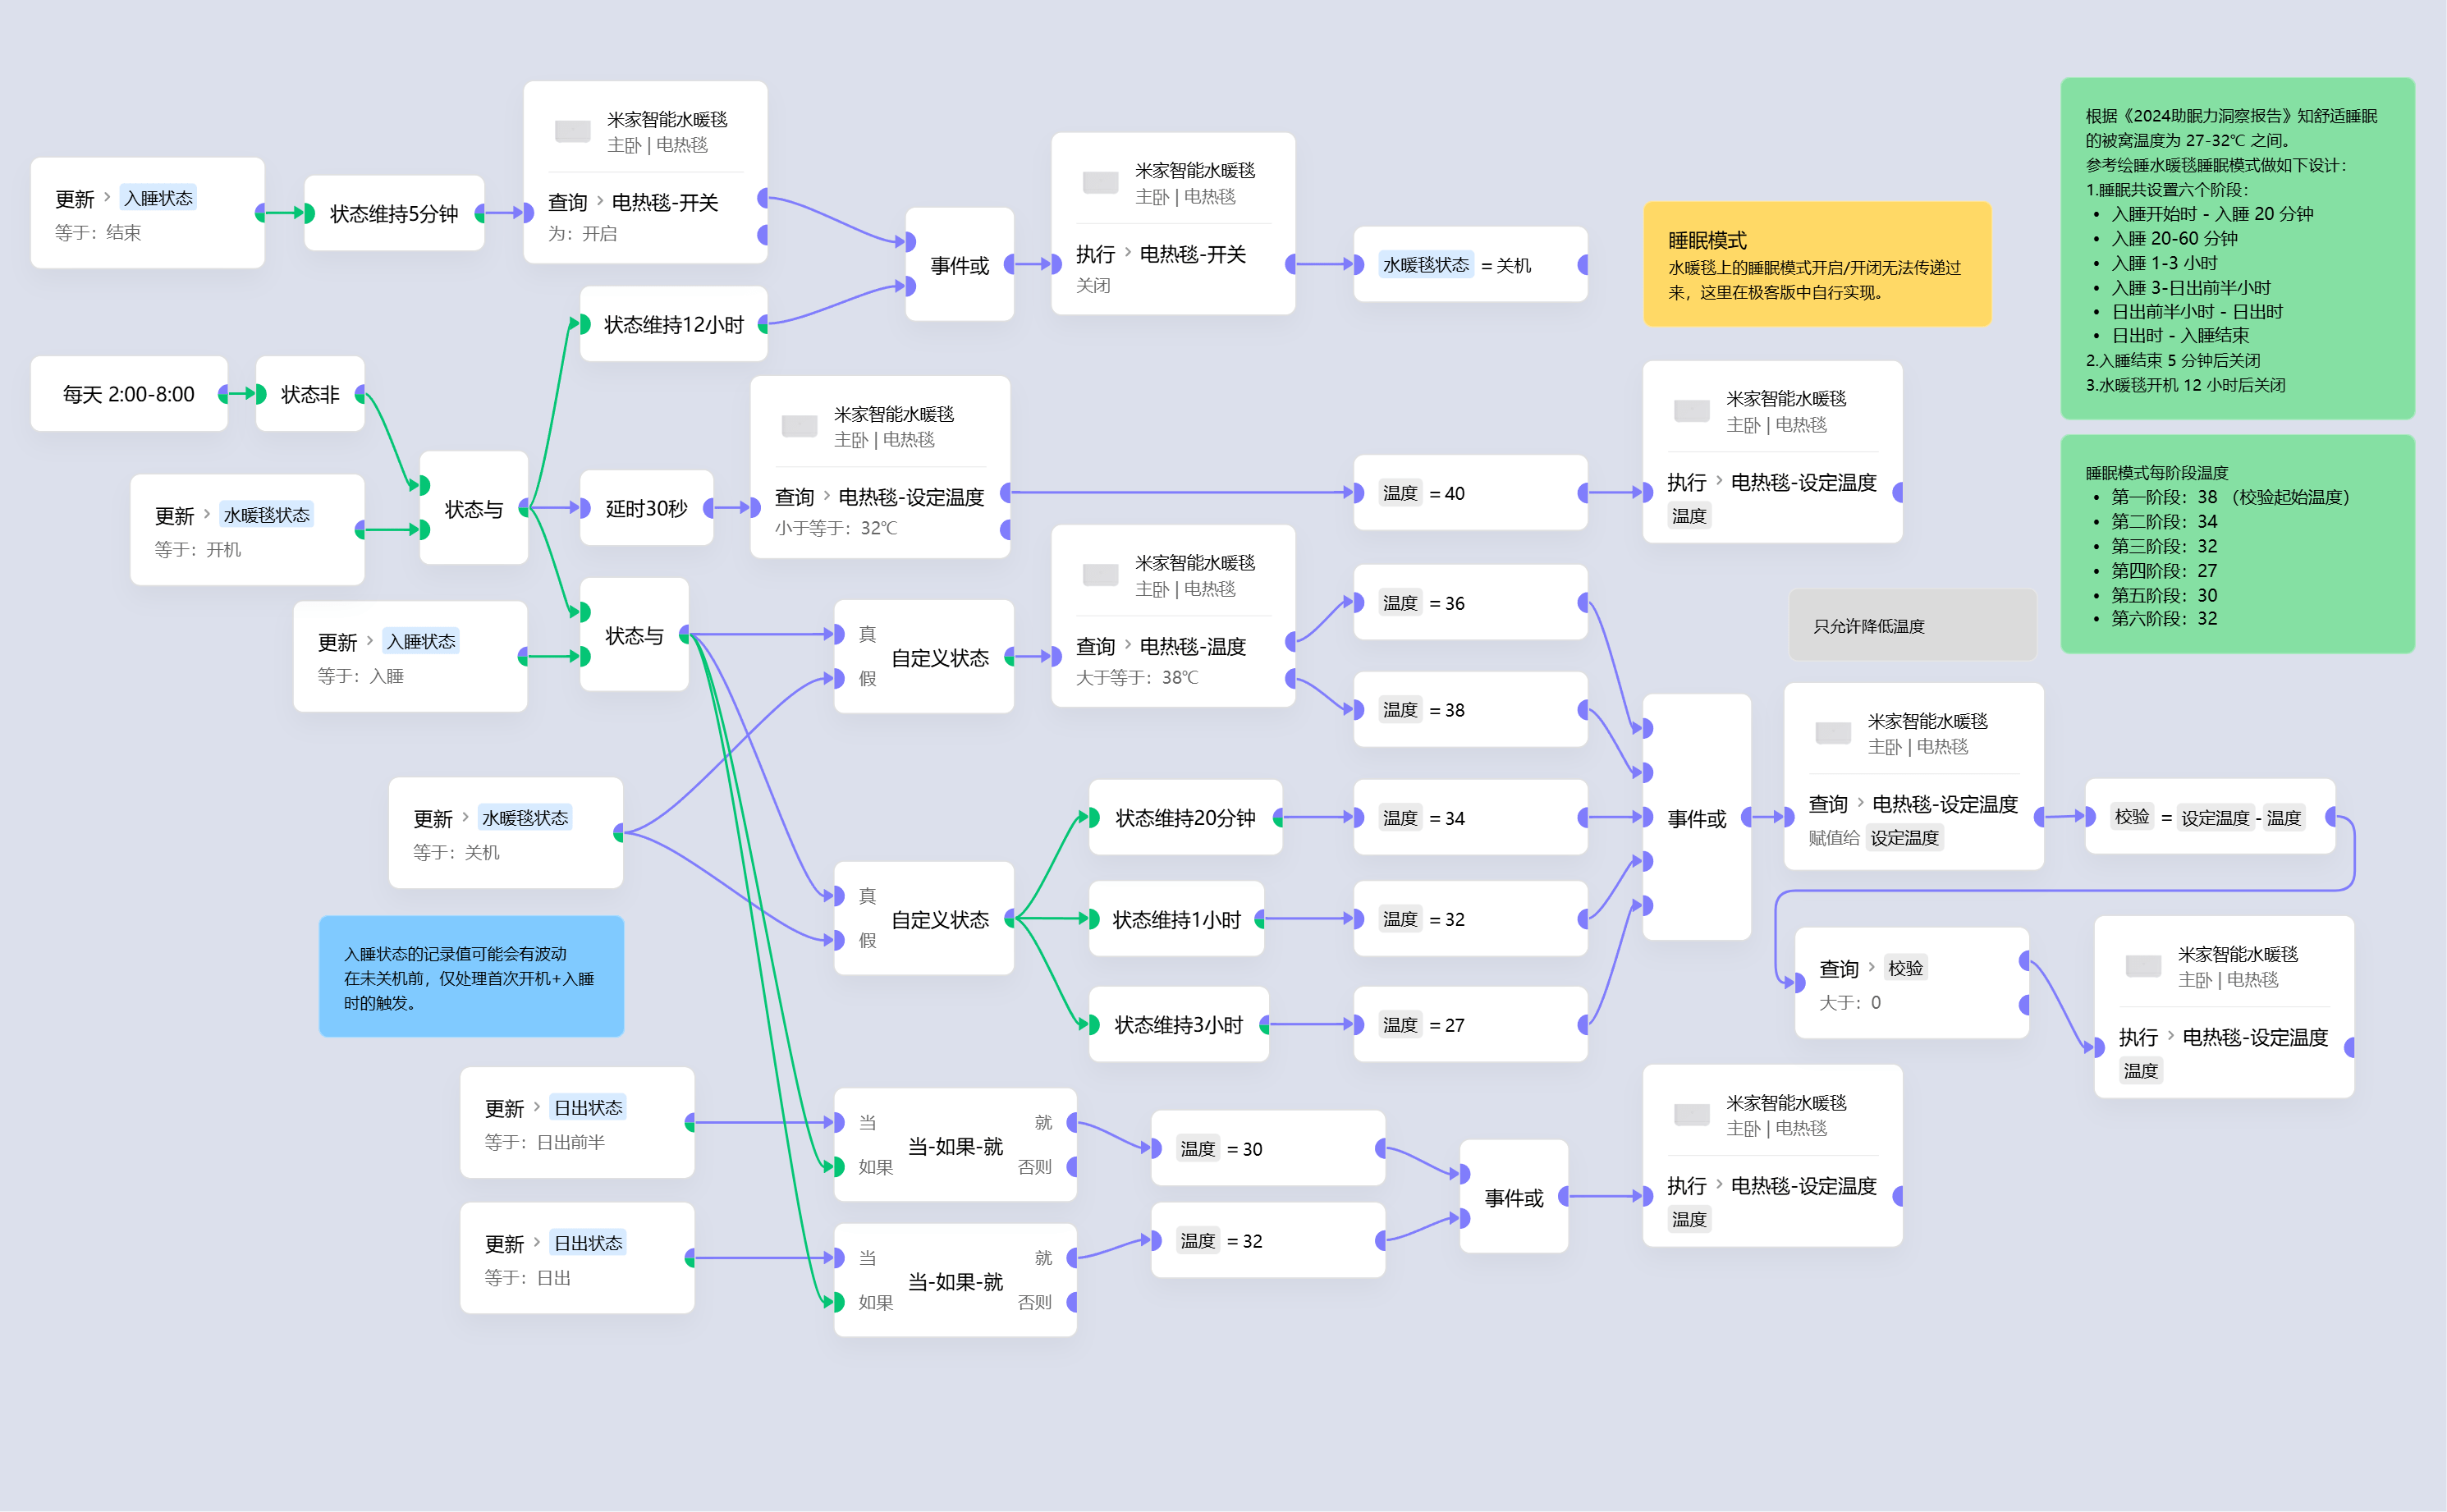 更新 › 入睡状态
等于：结束
状态维持5分钟
米家智能水暖毯
主卧 | 电热毯
查询 › 电热毯-开关
为：开启
状态维持12小时
事件或
米家智能水暖毯
主卧 | 电热毯
执行 › 电热毯-开关
关闭
水暖毯状态 = 关机
睡眠模式
水暖毯上的睡眠模式开启/开闭无法传递过
来，这里在极客版中自行实现。
根据《2024助眠力洞察报告》知舒适睡眠
的被窝温度为 27-32℃ 之间。
参考绘睡水暖毯睡眠模式做如下设计：
1.睡眠共设置六个阶段：
• 入睡开始时 - 入睡 20 分钟
• 入睡 20-60 分钟
• 入睡 1-3 小时
• 入睡 3-日出前半小时
• 日出前半小时 - 日出时
• 日出时 - 入睡结束
2.入睡结束 5 分钟后关闭
3.水暖毯开机 12 小时后关闭
睡眠模式每阶段温度
• 第一阶段：38 （校验起始温度）
• 第二阶段：34
• 第三阶段：32
• 第四阶段：27
• 第五阶段：30
• 第六阶段：32
每天 2:00-8:00
状态非
更新 › 水暖毯状态
等于：开机
状态与
延时30秒
米家智能水暖毯
主卧 | 电热毯
查询 › 电热毯-设定温度
小于等于：32℃
温度 = 40
米家智能水暖毯
主卧 | 电热毯
执行 › 电热毯-设定温度
温度
更新 › 入睡状态
等于：入睡
状态与
真
假
自定义状态
米家智能水暖毯
主卧 | 电热毯
查询 › 电热毯-温度
大于等于：38℃
温度 = 36
温度 = 38
只允许降低温度
更新 › 水暖毯状态
等于：关机
真
假
自定义状态
状态维持20分钟
温度 = 34
状态维持1小时
温度 = 32
状态维持3小时
温度 = 27
事件或
米家智能水暖毯
主卧 | 电热毯
查询 › 电热毯-设定温度
赋值给 设定温度
校验 = 设定温度 - 温度
查询 › 校验
大于：0
米家智能水暖毯
主卧 | 电热毯
执行 › 电热毯-设定温度
温度
入睡状态的记录值可能会有波动
在未关机前，仅处理首次开机+入睡
时的触发。
更新 › 日出状态
等于：日出前半
当
如果
当-如果-就
就
否则
温度 = 30
更新 › 日出状态
等于：日出
当
如果
当-如果-就
就
否则
温度 = 32
事件或
米家智能水暖毯
主卧 | 电热毯
执行 › 电热毯-设定温度
温度